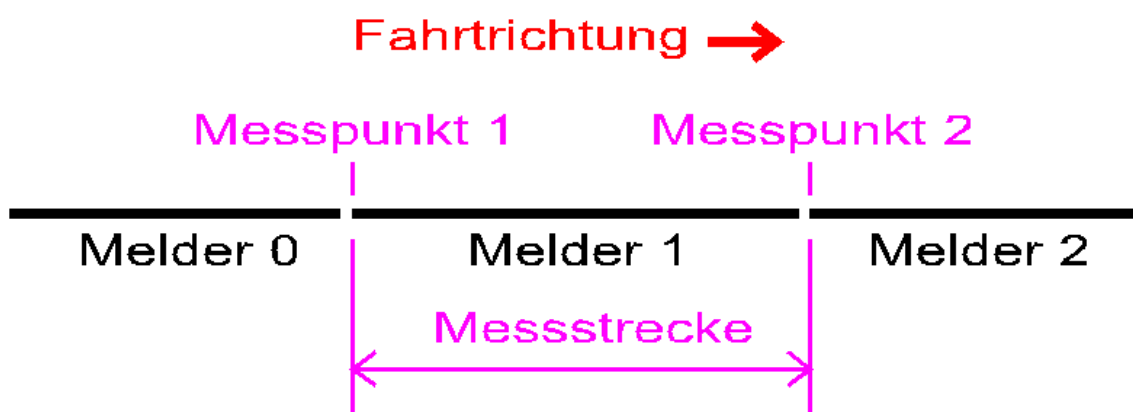 Fahrtrichtung
Messpunkt 1 Messpunkt 2
Melder 0 Melder 1 Melder 2
Messstrecke